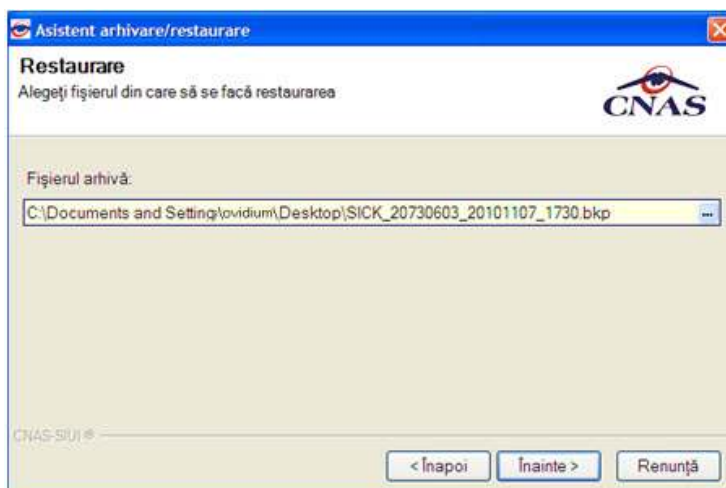 Asistent arhivare/restaurare
Restaurare
Alegeți fișierul din care să se facă restaurarea
CNAS
Fișierul arhivă:
C:\Documents and Setting\ovidium\Desktop\SICK_20730603_20101107_1730.bkp
...
CNAS-SIUI ®
< Înapoi
Înainte >
Renunță